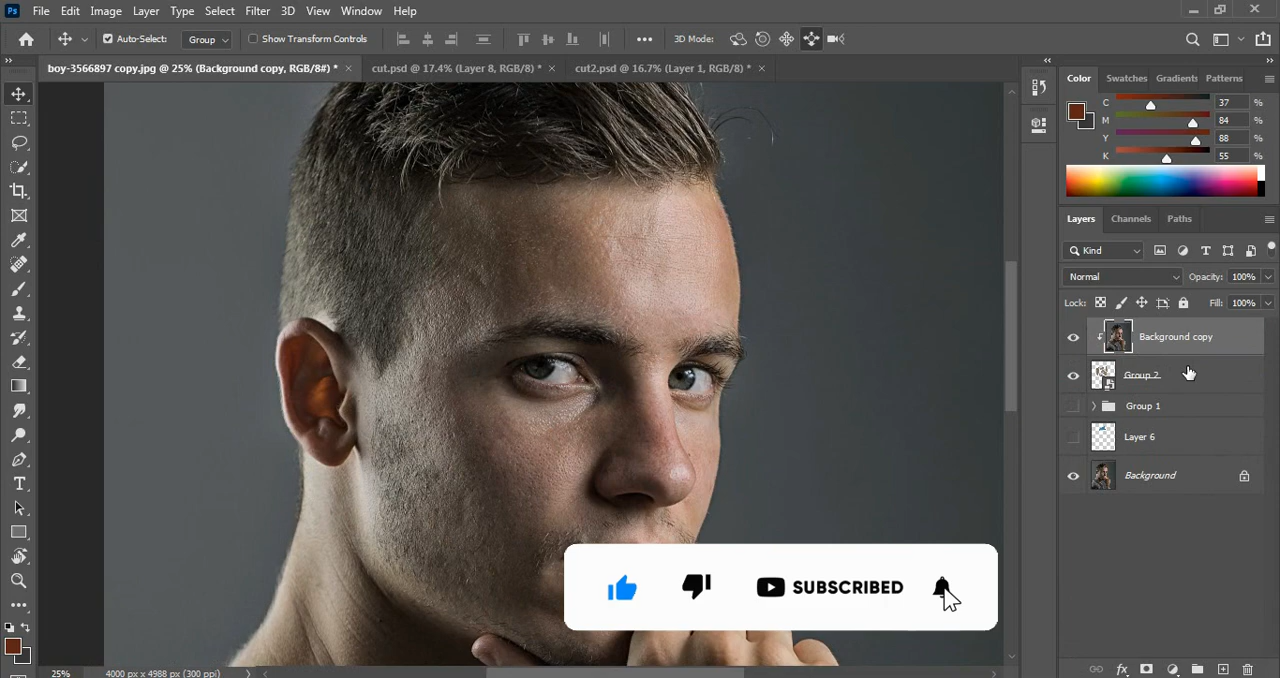 Ps File Edit Image Layer Type Select Filter 3D View Window Help
Auto-Select: Group Show Transform Controls 3D Mode:
boy-3566897 copy.jpg @ 25% (Background copy, RGB/8#) * cut.psd @ 17.4% (Layer 8, RGB/8) * cut2.psd @ 16.7% (Layer 1, RGB/8) *
Color Swatches Gradients Patterns
C 37 %
M 84 %
Y 88 %
K 55 %
Layers Channels Paths
Kind
Normal Opacity: 100%
Lock: Fill: 100%
Background copy
Group 2
Group 1
Layer 6
Background
SUBSCRIBED
25% 4000 px x 4988 px (300 ppi)